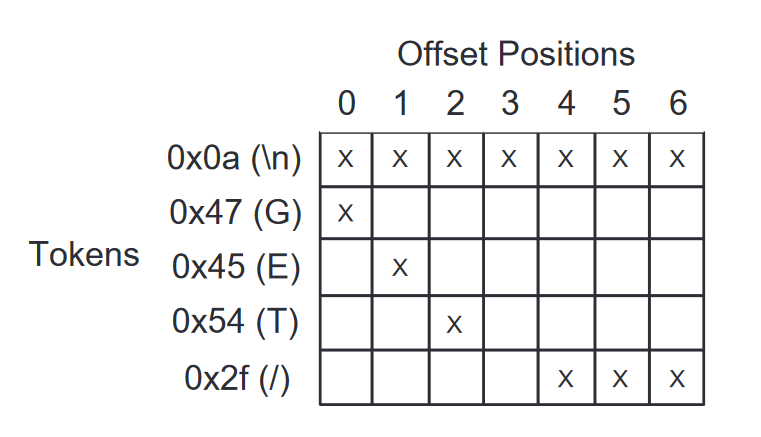 Offset Positions
0 1 2 3 4 5 6
0x0a (\n) X X X X X X X
0x47 (G) X
Tokens
0x45 (E) X
0x54 (T) X
0x2f (/) X X X